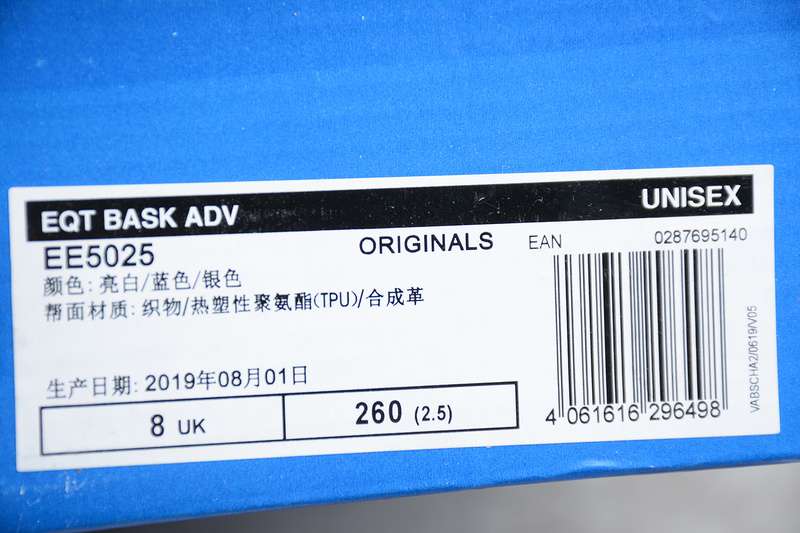 EQT BASK ADV UNISEX
EE5025 ORIGINALS EAN 0287695140
颜色: 亮白/蓝色/银色
帮面材质: 织物/热塑性聚氨酯(TPU)/合成革
生产日期: 2019年08月01日
8 UK 260 (2.5)
4 061616 296498
VABSCHA2/0619/V05